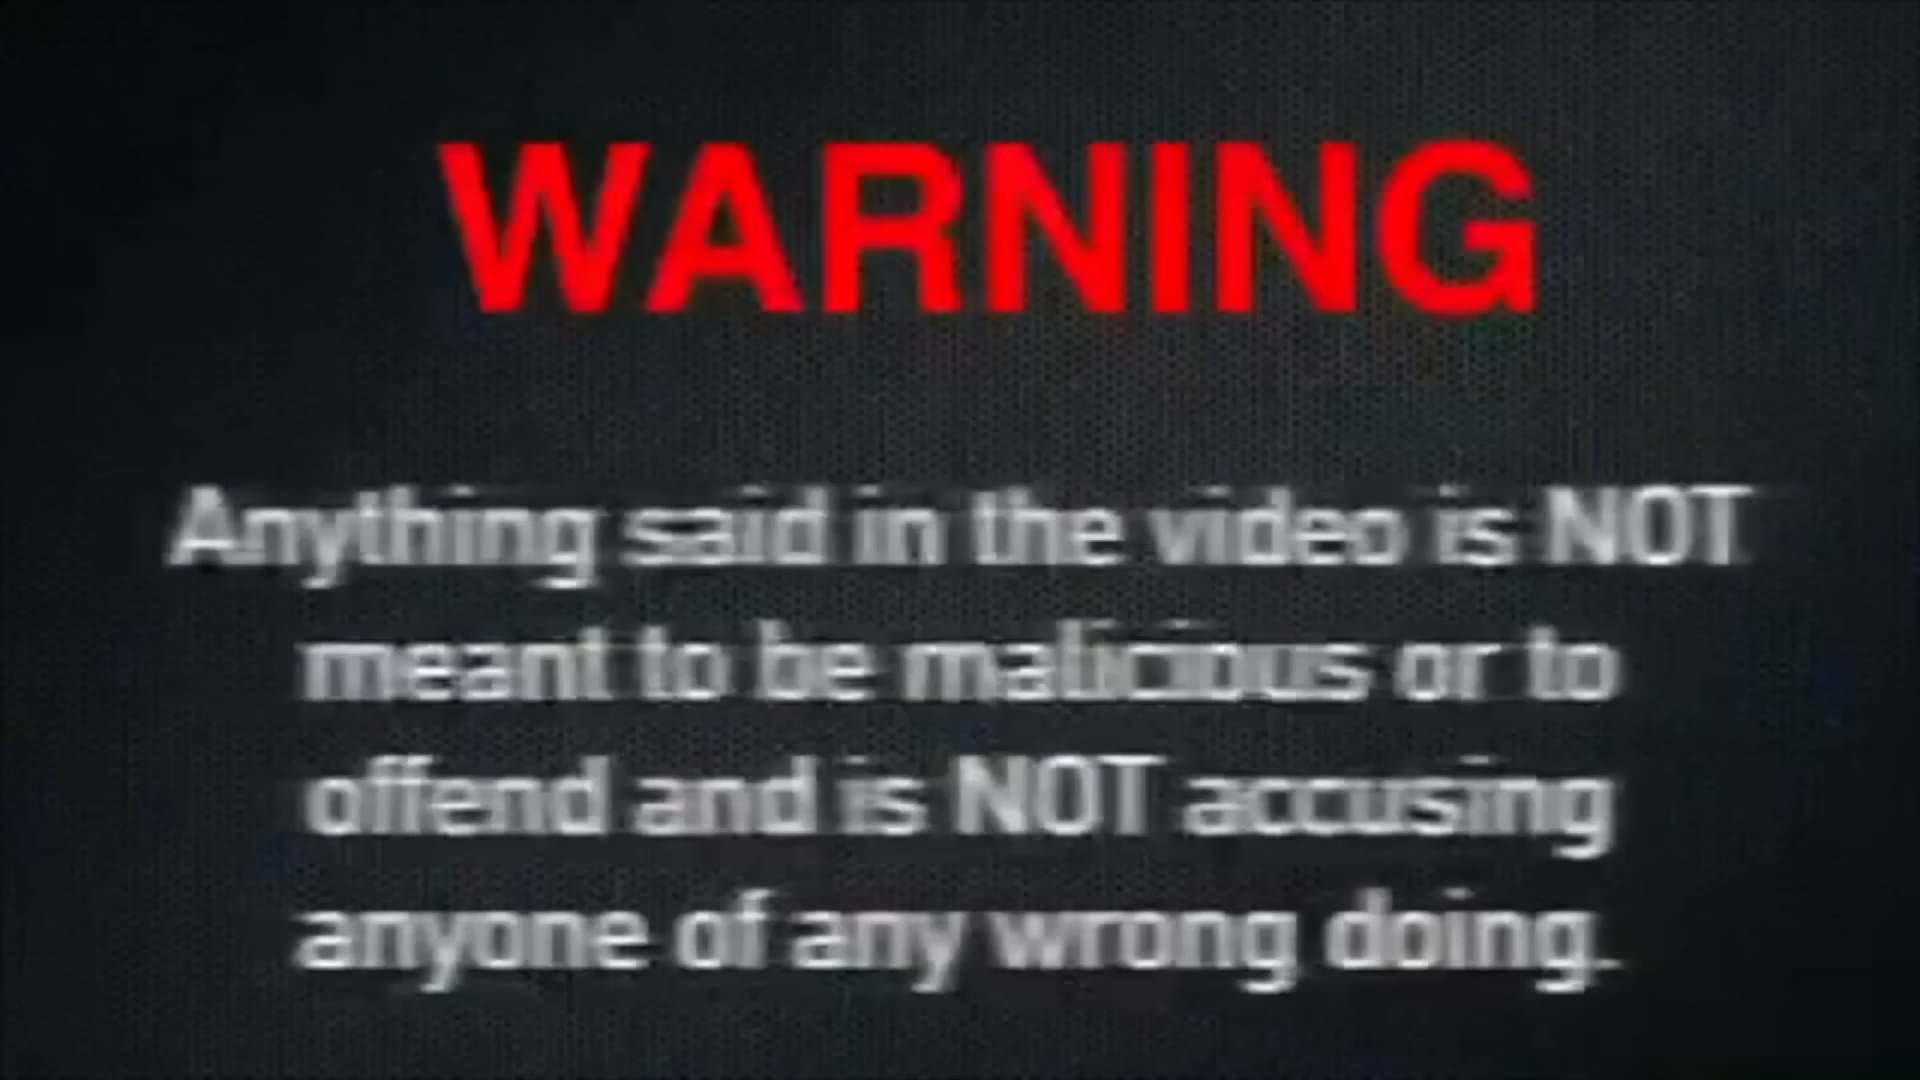 WARNING
Anything said in the video is NOT
meant to be malicious or to
offend and is NOT accusing
anyone of any wrong doing.